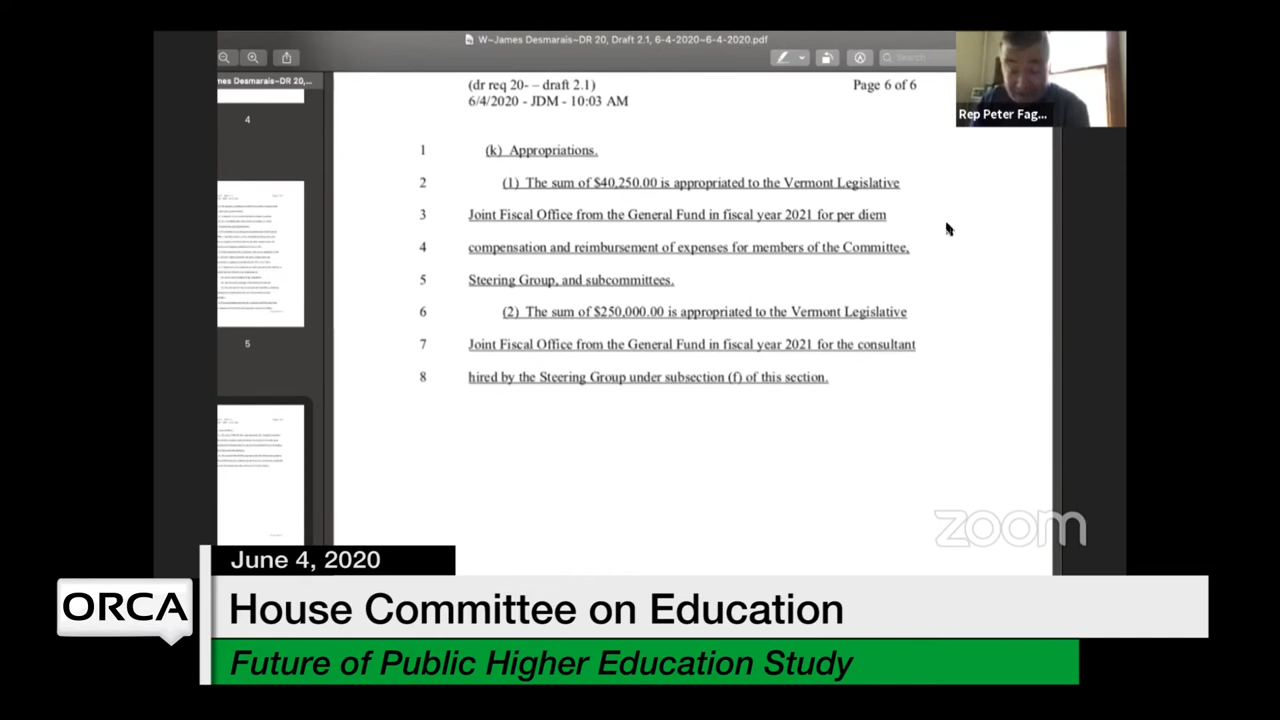 W~James Desmarais~DR 20, Draft 2.1, 6-4-2020~6-4-2020.pdf
Search
mes Desmarais~DR 20,...
4
5
(dr req 20- – draft 2.1)
Page 6 of 6
6/4/2020 - JDM - 10:03 AM
Rep Peter Fag...
1 (k) Appropriations.
2 (1) The sum of $40,250.00 is appropriated to the Vermont Legislative
3 Joint Fiscal Office from the General Fund in fiscal year 2021 for per diem
4 compensation and reimbursement of expenses for members of the Committee,
5 Steering Group, and subcommittees.
6 (2) The sum of $250,000.00 is appropriated to the Vermont Legislative
7 Joint Fiscal Office from the General Fund in fiscal year 2021 for the consultant
8 hired by the Steering Group under subsection (f) of this section.
zoom
June 4, 2020
ORCA
House Committee on Education
Future of Public Higher Education Study